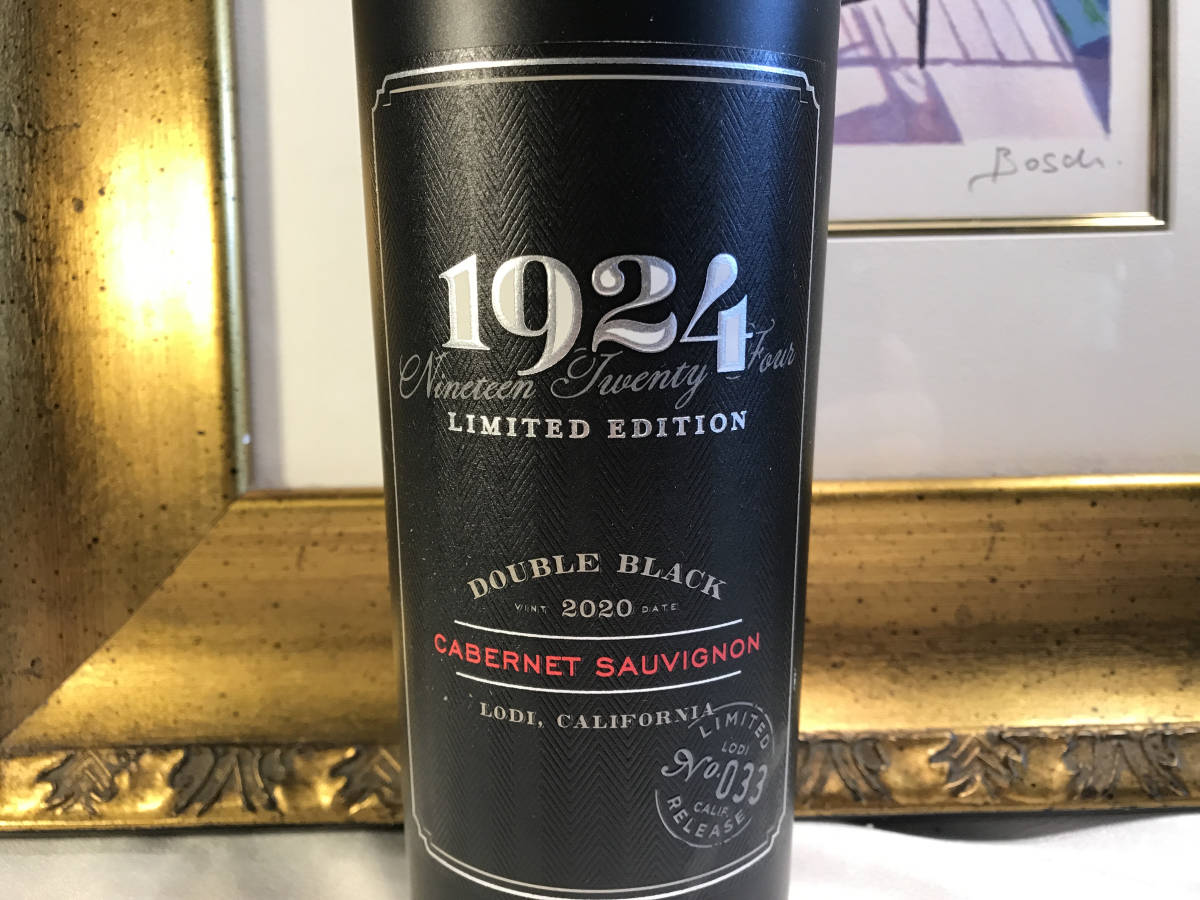 Bosch.
1924
Nineteen Twenty Four
LIMITED EDITION
DOUBLE BLACK
VINT 2020 DATE
CABERNET SAUVIGNON
LODI, CALIFORNIA
LIMITED
LODI
No. 033
CALIF.
RELEASE